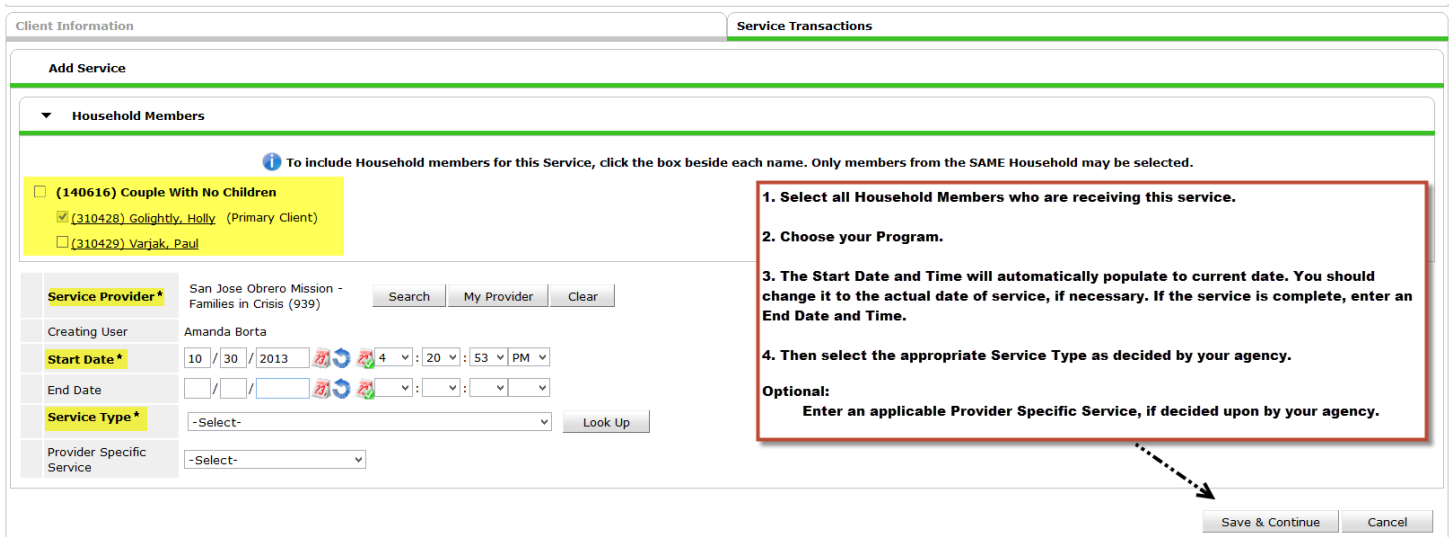 Client Information
Service Transactions
Add Service
Household Members
To include Household members for this Service, click the box beside each name. Only members from the SAME Household may be selected.
(140616) Couple With No Children
(310428) Golightly, Holly (Primary Client)
(310429) Varjak, Paul
1. Select all Household Members who are receiving this service.
2. Choose your Program.
3. The Start Date and Time will automatically populate to current date. You should
change it to the actual date of service, if necessary. If the service is complete, enter an
End Date and Time.
4. Then select the appropriate Service Type as decided by your agency.
Optional:
Enter an applicable Provider Specific Service, if decided upon by your agency.
Service Provider*
San Jose Obrero Mission -
Families in Crisis (939)
Search My Provider Clear
Creating User Amanda Borta
Start Date* 10 / 30 / 2013 4 : 20 : 53 PM
End Date / / : :
Service Type* -Select- Look Up
Provider Specific
Service
-Select-
Save & Continue Cancel